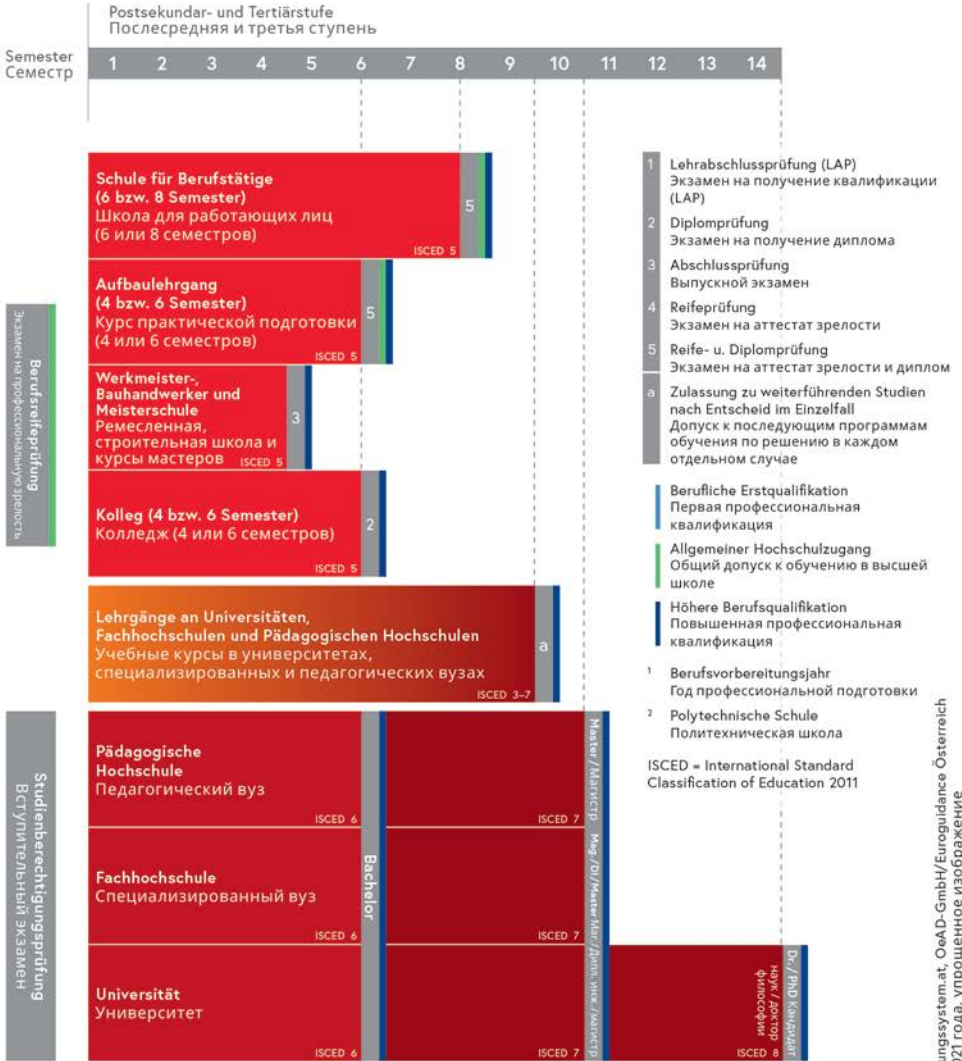 Postsekundar- und Tertiärstufe
Послесредняя и третья ступень
Semester
Семестр
1 2 3 4 5 6 7 8 9 10 11 12 13 14
Schule für Berufstätige
(6 bzw. 8 Semester)
Школа для работающих лиц
(6 или 8 семестров)
ISCED 5
5
Aufbaulehrgang
(4 bzw. 6 Semester)
Курс практической подготовки
(4 или 6 семестров)
ISCED 5
5
Werkmeister-,
Bauhandwerker und
Meisterschule
Ремесленная,
строительная школа и
курсы мастеров
ISCED 5
3
Kolleg (4 bzw. 6 Semester)
Колледж (4 или 6 семестров)
ISCED 5
2
Berufsreifeprüfung
Экзамен на профессиональную зрелость
Lehrgänge an Universitäten,
Fachhochschulen und Pädagogischen Hochschulen
Учебные курсы в университетах,
специализированных и педагогических вузах
ISCED 3–7
a
Studienberechtigungsprüfung
Вступительный экзамен
Pädagogische
Hochschule
Педагогический вуз
ISCED 6
ISCED 7
Master / Магистр
Fachhochschule
Специализированный вуз
ISCED 6
Bachelor
ISCED 7
Mag./DI/Master Маг./Дипл. инж./магистр
Universität
Университет
ISCED 6
ISCED 7
наук / доктор
философии
ISCED 8
Dr./ PhD Кандидат
1 Lehrabschlussprüfung (LAP)
Экзамен на получение квалификации
(LAP)
2 Diplomprüfung
Экзамен на получение диплома
3 Abschlussprüfung
Выпускной экзамен
4 Reifeprüfung
Экзамен на аттестат зрелости
5 Reife- u. Diplomprüfung
Экзамен на аттестат зрелости и диплом
a Zulassung zu weiterführenden Studien
nach Entscheid im Einzelfall
Допуск к последующим программам
обучения по решению в каждом
отдельном случае
Berufliche Erstqualifikation
Первая профессиональная
квалификация
Allgemeiner Hochschulzugang
Общий допуск к обучению в высшей
школе
Höhere Berufsqualifikation
Повышенная профессиональная
квалификация
1 Berufsvorbereitungsjahr
Год профессиональной подготовки
2 Polytechnische Schule
Политехническая школа
ISCED = International Standard
Classification of Education 2011
ungssystem.at, OeAD-GmbH/Euroguidance Österreich
021 года, упрощенное изображение